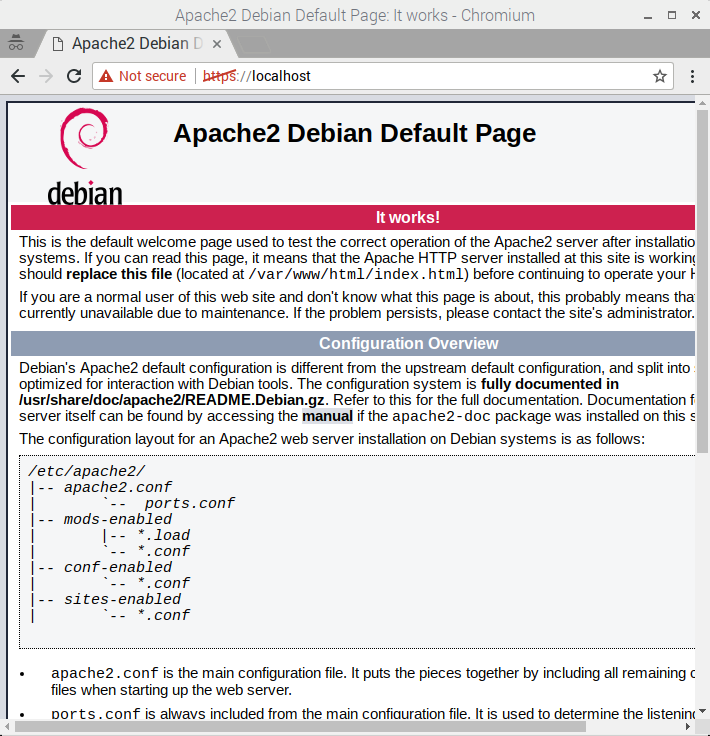 Apache2 Debian Default Page: It works - Chromium
Apache2 Debian D
Not secure | https://localhost
debian
Apache2 Debian Default Page
It works!
This is the default welcome page used to test the correct operation of the Apache2 server after installatio
systems. If you can read this page, it means that the Apache HTTP server installed at this site is working
should replace this file (located at /var/www/html/index.html) before continuing to operate your H
If you are a normal user of this web site and don't know what this page is about, this probably means tha
currently unavailable due to maintenance. If the problem persists, please contact the site's administrator.
Configuration Overview
Debian's Apache2 default configuration is different from the upstream default configuration, and split into
optimized for interaction with Debian tools. The configuration system is fully documented in
/usr/share/doc/apache2/README.Debian.gz. Refer to this for the full documentation. Documentation f
server itself can be found by accessing the manual if the apache2-doc package was installed on this s
The configuration layout for an Apache2 web server installation on Debian systems is as follows:
/etc/apache2/
|-- apache2.conf
|       `--  ports.conf
|-- mods-enabled
|       |-- *.load
|       `-- *.conf
|-- conf-enabled
|       `-- *.conf
|-- sites-enabled
|       `-- *.conf
• apache2.conf is the main configuration file. It puts the pieces together by including all remaining c
files when starting up the web server.
• ports.conf is always included from the main configuration file. It is used to determine the listening